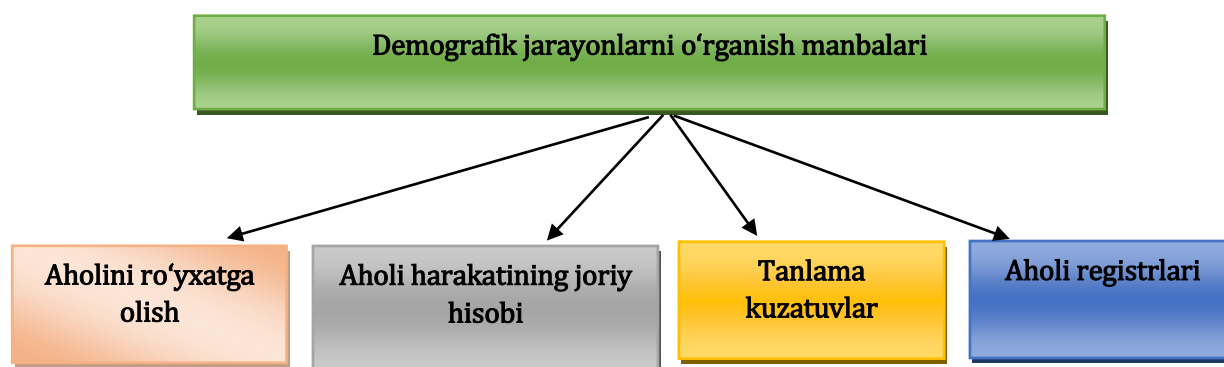 Demografik jarayonlarni o‘rganish manbalari
Aholini ro‘yxatga
olish
Aholi harakatining joriy
hisobi
Tanlama
kuzatuvlar
Aholi registrlari